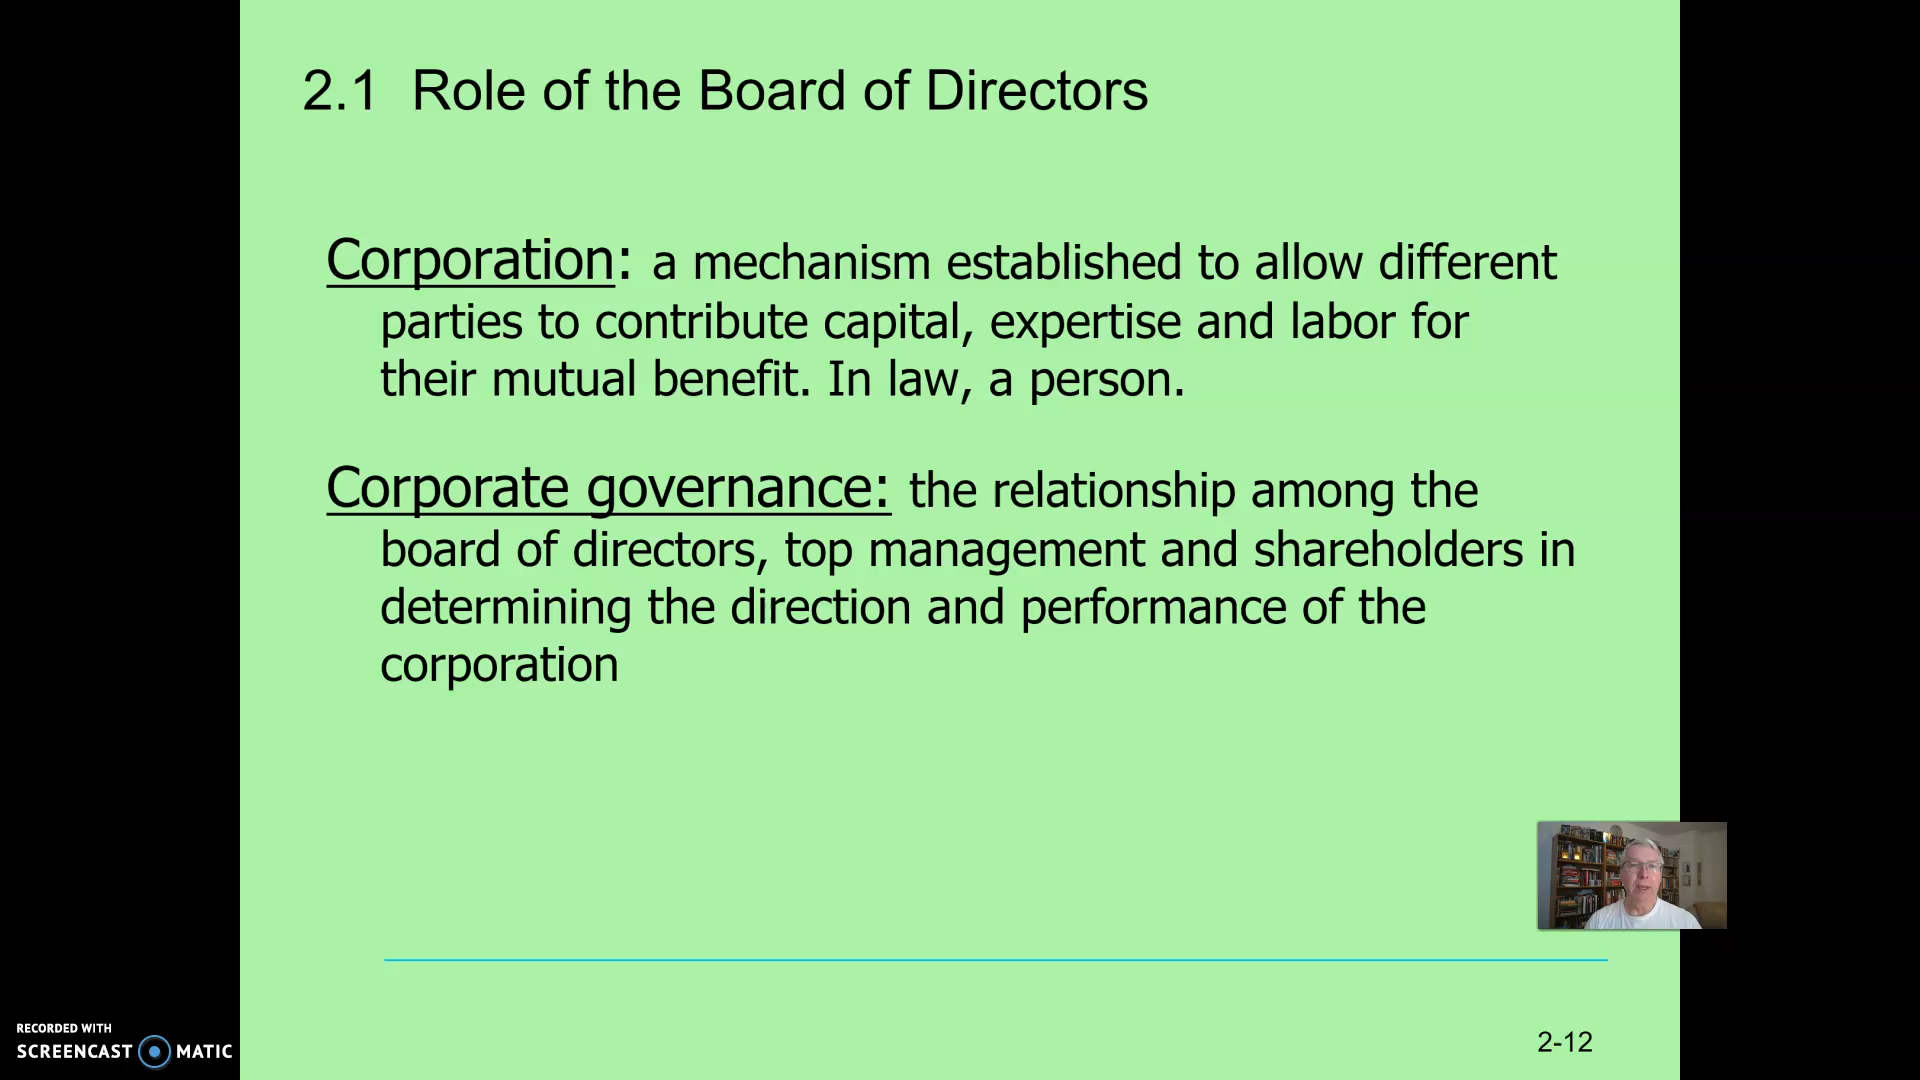 2.1 Role of the Board of Directors
Corporation: a mechanism established to allow different
parties to contribute capital, expertise and labor for
their mutual benefit. In law, a person.
Corporate governance: the relationship among the
board of directors, top management and shareholders in
determining the direction and performance of the
corporation
RECORDED WITH
SCREENCAST MATIC
2-12